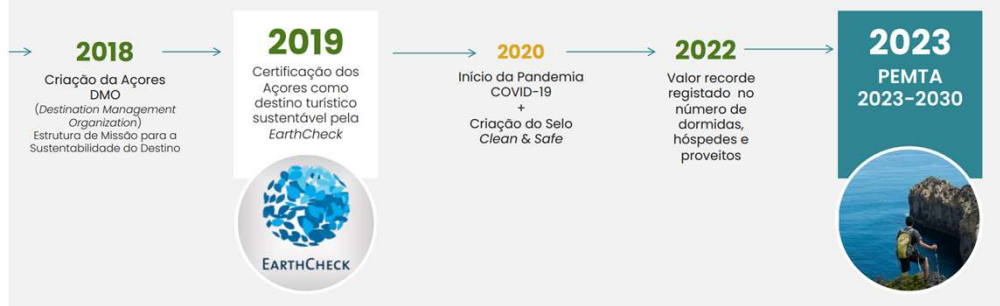 2018
Criação da Açores
DMO
(Destination Management
Organization)
Estrutura de Missão para a
Sustentabilidade do Destino
2019
Certificação dos
Açores como
destino turístico
sustentável pela
EarthCheck
EARTHCHECK
2020
Início da Pandemia
COVID-19
+
Criação do Selo
Clean & Safe
2022
Valor recorde
registado no
número de
dormidas,
hóspedes e
proveitos
2023
PEMTA
2023-2030